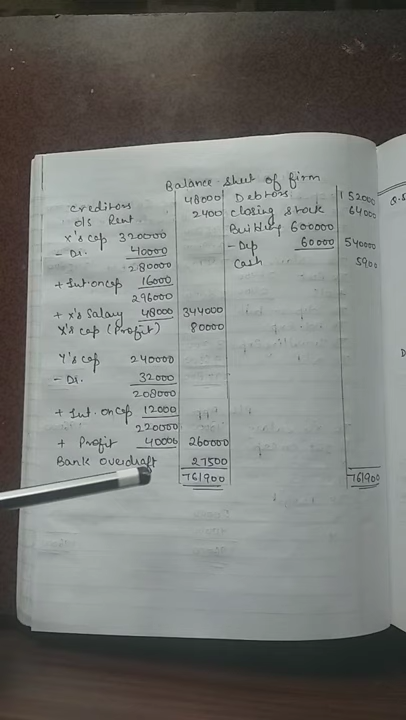 Balance Sheet of firm
creditors 48000 Debtors 152000
o/s Rent 2400 closing stock 64000
X's cap 320000 Building 600000
- Dr. 40000 - Dep 60000 540000
280000 Cash 5900
+ Int. on cap 16000
296000
+ X's Salary 48000 344000
X's cap (Profit) 80000
Y's cap 240000
- Dr. 32000
208000
+ Int. on cap 12000
220000
+ Profit 40000 260000
Bank overdraft 27500
761900 761900